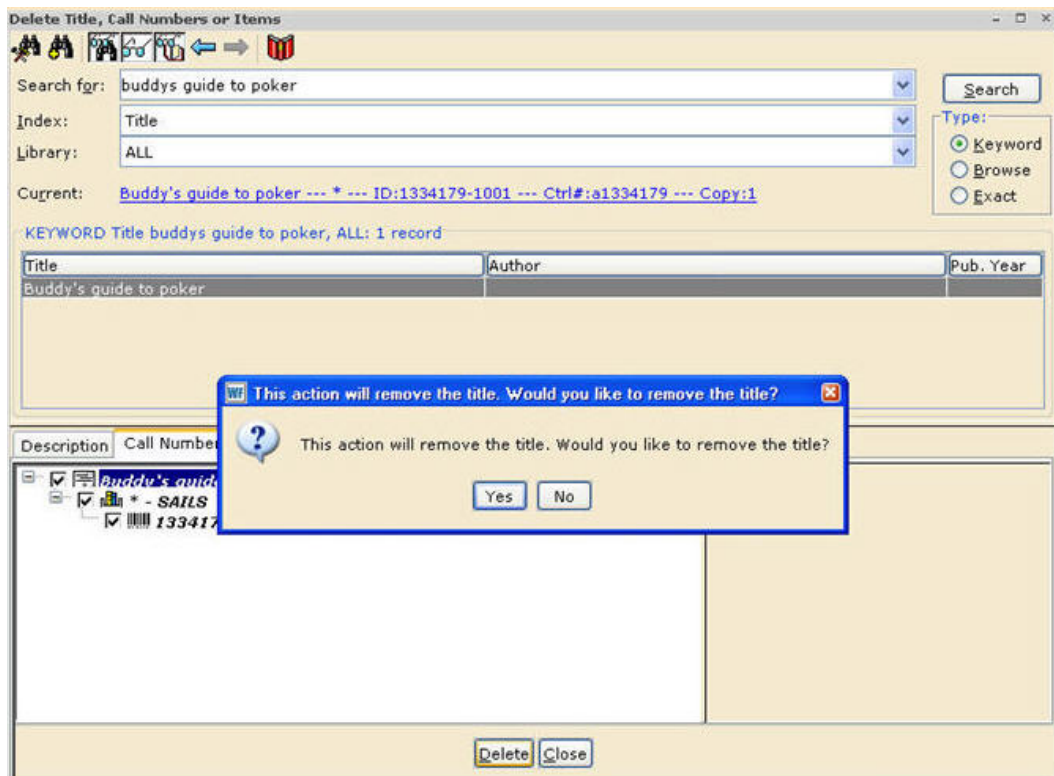 Delete Title, Call Numbers or Items
Search for: buddys guide to poker
Search
Index: Title
Type:
Library: ALL
Keyword
Browse
Exact
Current: Buddy's guide to poker --- * --- ID:1334179-1001 --- Ctrl#:a1334179 --- Copy:1
KEYWORD Title buddys guide to poker, ALL: 1 record
Title Author Pub. Year
Buddy's guide to poker
WF This action will remove the title. Would you like to remove the title?
This action will remove the title. Would you like to remove the title?
Yes No
Description Call Number
Buddy's guid
* - SAILS
133417
Delete Close